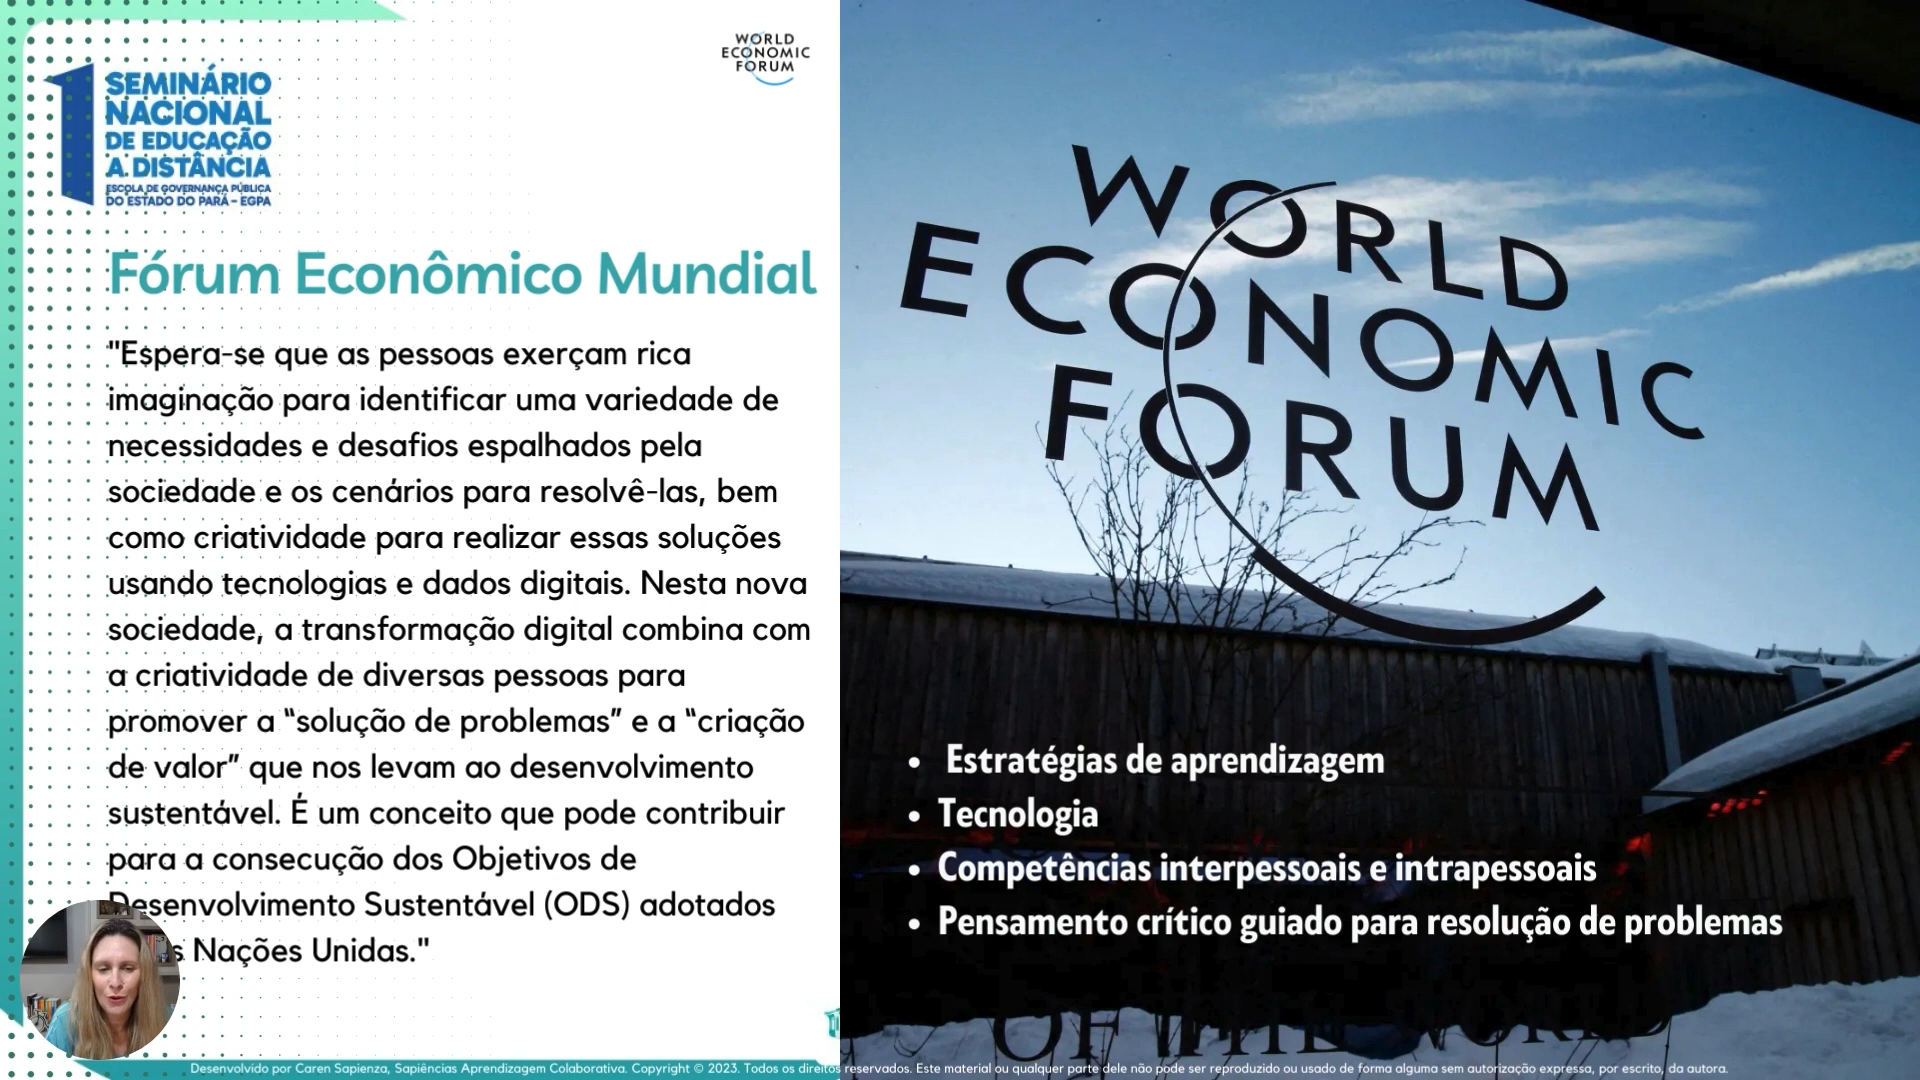 WORLD
ECONOMIC
FORUM
1
SEMINÁRIO
NACIONAL
DE EDUCAÇÃO
A DISTÂNCIA
ESCOLA DE GOVERNANÇA PÚBLICA
DO ESTADO DO PARÁ - EGPA
Fórum Econômico Mundial
"Espera-se que as pessoas exerçam rica
imaginação para identificar uma variedade de
necessidades e desafios espalhados pela
sociedade e os cenários para resolvê-las, bem
como criatividade para realizar essas soluções
usando tecnologias e dados digitais. Nesta nova
sociedade, a transformação digital combina com
a criatividade de diversas pessoas para
promover a “solução de problemas” e a “criação
de valor” que nos levam ao desenvolvimento
sustentável. É um conceito que pode contribuir
para a consecução dos Objetivos de
Desenvolvimento Sustentável (ODS) adotados
Nações Unidas."
WORLD
ECONOMIC
FORUM
• Estratégias de aprendizagem
• Tecnologia
• Competências interpessoais e intrapessoais
• Pensamento crítico guiado para resolução de problemas
OF THE WORLD
Desenvolvido por Caren Sapienza, Sapiências Aprendizagem Colaborativa. Copyright © 2023. Todos os direitos reservados. Este material ou qualquer parte dele não pode ser reproduzido ou usado de forma alguma sem autorização expressa, por escrito, da autora.